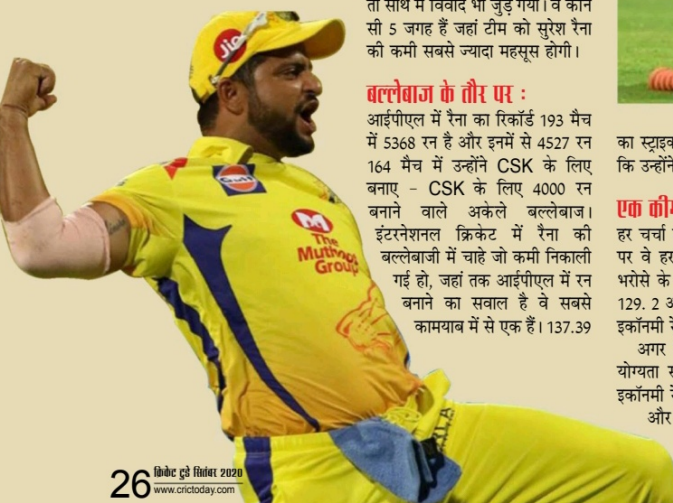 तो साथ में विवाद भी जुड़ गया। वे कौन
सी 5 जगह हैं जहां टीम को सुरेश रैना
की कमी सबसे ज्यादा महसूस होगी।
बल्लेबाज के तौर पर :
आईपीएल में रैना का रिकॉर्ड 193 मैच
में 5368 रन है और इनमें से 4527 रन
164 मैच में उन्होंने CSK के लिए
बनाए - CSK के लिए 4000 रन
बनाने वाले अकेले बल्लेबाज।
इंटरनेशनल क्रिकेट में रैना की
बल्लेबाजी में चाहे जो कमी निकाली
गई हो, जहां तक आईपीएल में रन
बनाने का सवाल है वे सबसे
कामयाब में से एक हैं। 137.39
का स्ट्राइक
कि उन्होंने
एक कीम
हर चर्चा
पर वे हर
भरोसे के
129. 2 अ
इकॉनमी रे
अगर
योग्यता स
इकॉनमी रे
और
Jio
Gulf
M
The
Muthoot
Group
26 क्रिकेट टुडे सितंबर 2020
www.crictoday.com